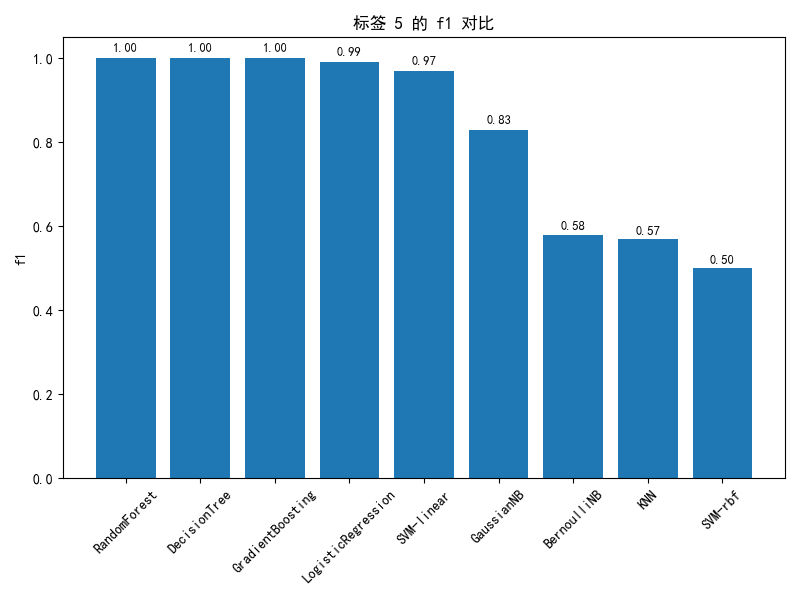 标签 5 的 f1 对比
1.00
1.00
1.00
0.99
0.97
0.83
0.58
0.57
0.50
1.0
0.8
0.6
0.4
0.2
0.0
f1
RandomForest
DecisionTree
GradientBoosting
LogisticRegression
SVM-linear
GaussianNB
BernoulliNB
KNN
SVM-rbf